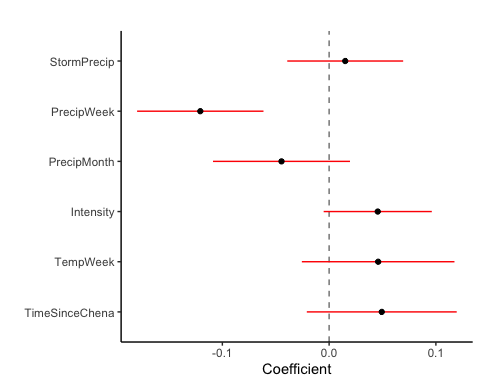 StormPrecip
PrecipWeek
PrecipMonth
Intensity
TempWeek
TimeSinceChena
-0.1 0.0 0.1
Coefficient